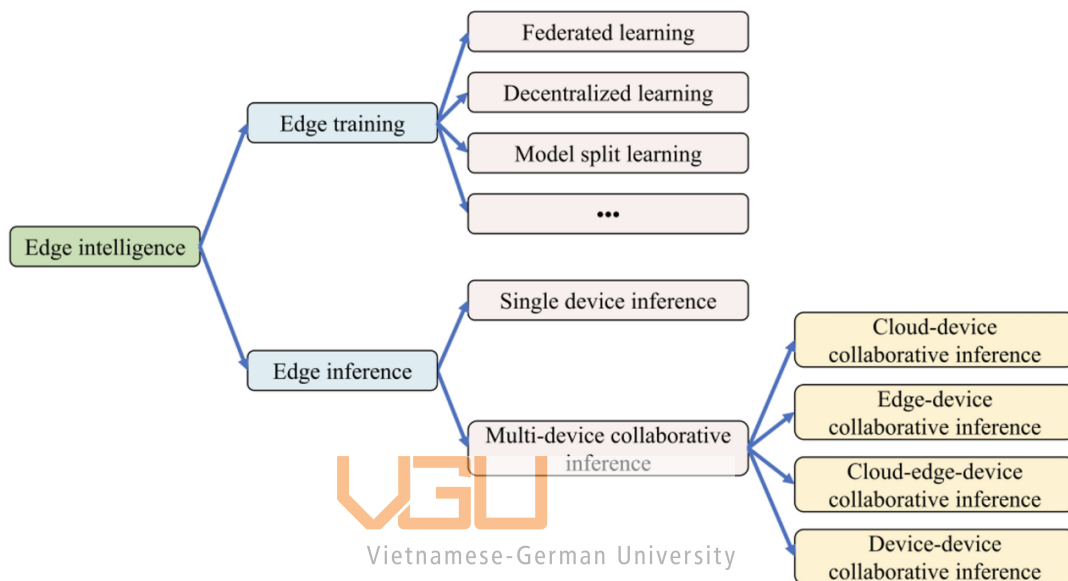 Federated learning
Decentralized learning
Edge training
Model split learning
•••
Edge intelligence
Single device inference
Cloud-device
collaborative inference
Edge inference
Edge-device
collaborative inference
Multi-device collaborative
inference
Cloud-edge-device
collaborative inference
Device-device
collaborative inference
VGU
Vietnamese-German University